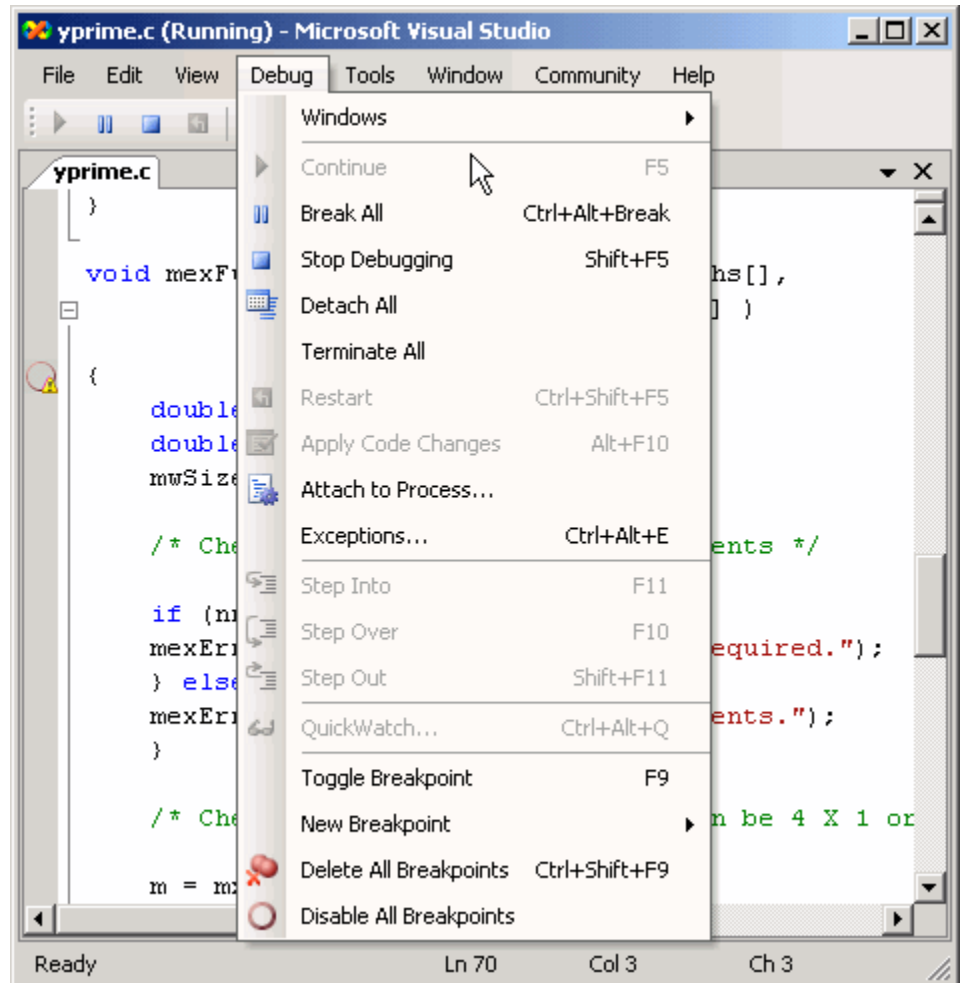 yprime.c (Running) - Microsoft Visual Studio
File Edit View Debug Tools Window Community Help
Windows
Continue F5
Break All Ctrl+Alt+Break
Stop Debugging Shift+F5
Detach All
Terminate All
Restart Ctrl+Shift+F5
Apply Code Changes Alt+F10
Attach to Process...
Exceptions... Ctrl+Alt+E
Step Into F11
Step Over F10
Step Out Shift+F11
QuickWatch... Ctrl+Alt+Q
Toggle Breakpoint F9
New Breakpoint
Delete All Breakpoints Ctrl+Shift+F9
Disable All Breakpoints
yprime.c
}
void mexF hs[],
] )
{
double
double
mwSize
/* Che ents */
if (n
mexEr equired.");
} else
mexEr ents.");
}
/* Che n be 4 X 1 or
m = m
Ready Ln 70 Col 3 Ch 3